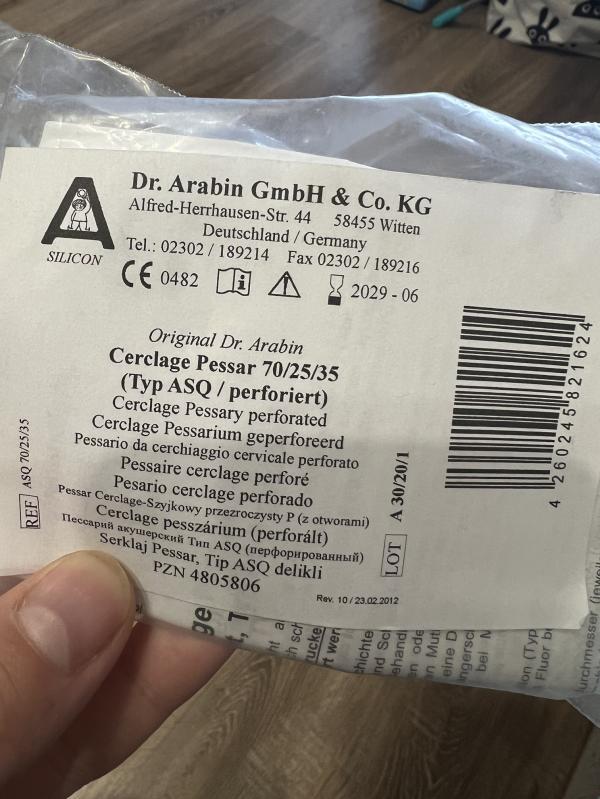 Dr. Arabin GmbH & Co. KG
Alfred-Herrhausen-Str. 44 58455 Witten
Deutschland / Germany
Tel.: 02302 / 189214 Fax 02302 / 189216
SILICON
CE 0482 2029 - 06
Original Dr. Arabin
Cerclage Pessar 70/25/35
(Typ ASQ / perforiert)
Cerclage Pessary perforated
Cerclage Pessarium geperforeerd
Pessario da cerchiaggio cervicale perforato
Pessaire cerclage perforé
Pesario cerclage perforado
Pessar Cerclage-Szyjkowy przezroczysty P (z otworami)
Cerclage pesszárium (perforált)
Пессарий акушерский Тип ASQ (перфорированный)
Serklaj Pessar, Tip ASQ delikli
PZN 4805806
Rev. 10 / 23.02.2012
REF ASQ 70/25/35
LOT A 30/20/1
4 260245 821624